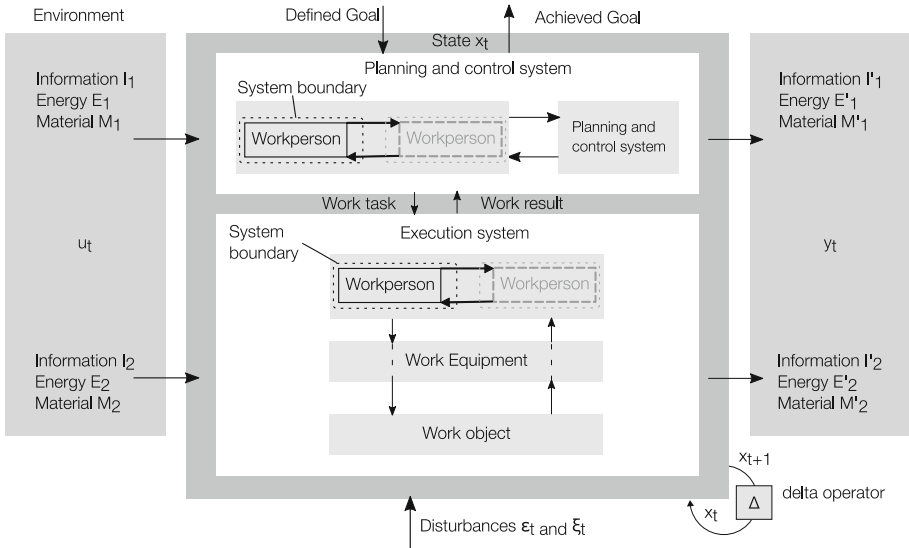 Environment
Defined Goal
Achieved Goal
State xt
Planning and control system
Information I1
Energy E1
Material M1
System boundary
Workperson
Workperson
Planning and
control system
Information I'1
Energy E'1
Material M'1
Work task
Work result
ut
System
boundary
Execution system
yt
Workperson
Workperson
Work Equipment
Information I2
Energy E2
Material M2
Work object
Information I'2
Energy E'2
Material M'2
xt+1
Δ
delta operator
xt
Disturbances εt and ξt